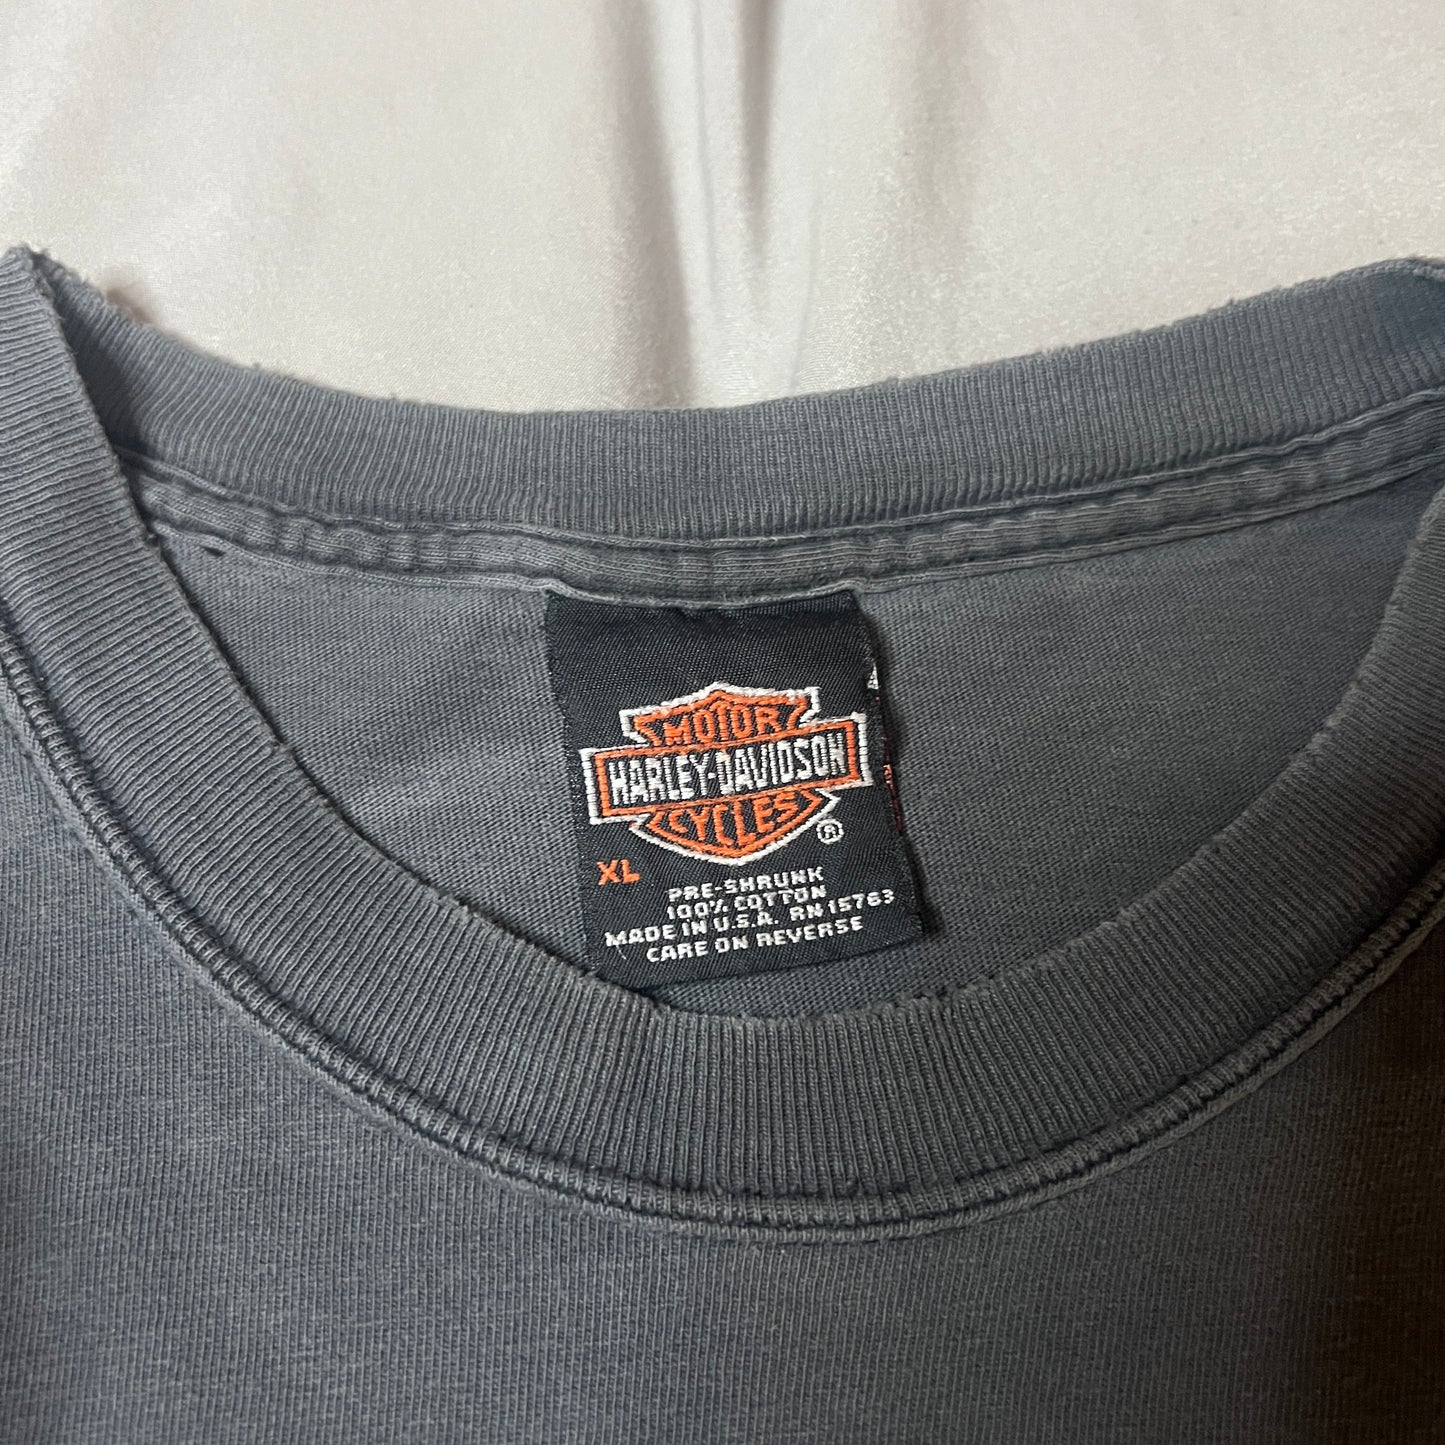 MOTOR
HARLEY-DAVIDSON
CYCLES
®
XL
PRE-SHRUNK
100% COTTON
MADE IN U.S.A. RN 15763
CARE ON REVERSE